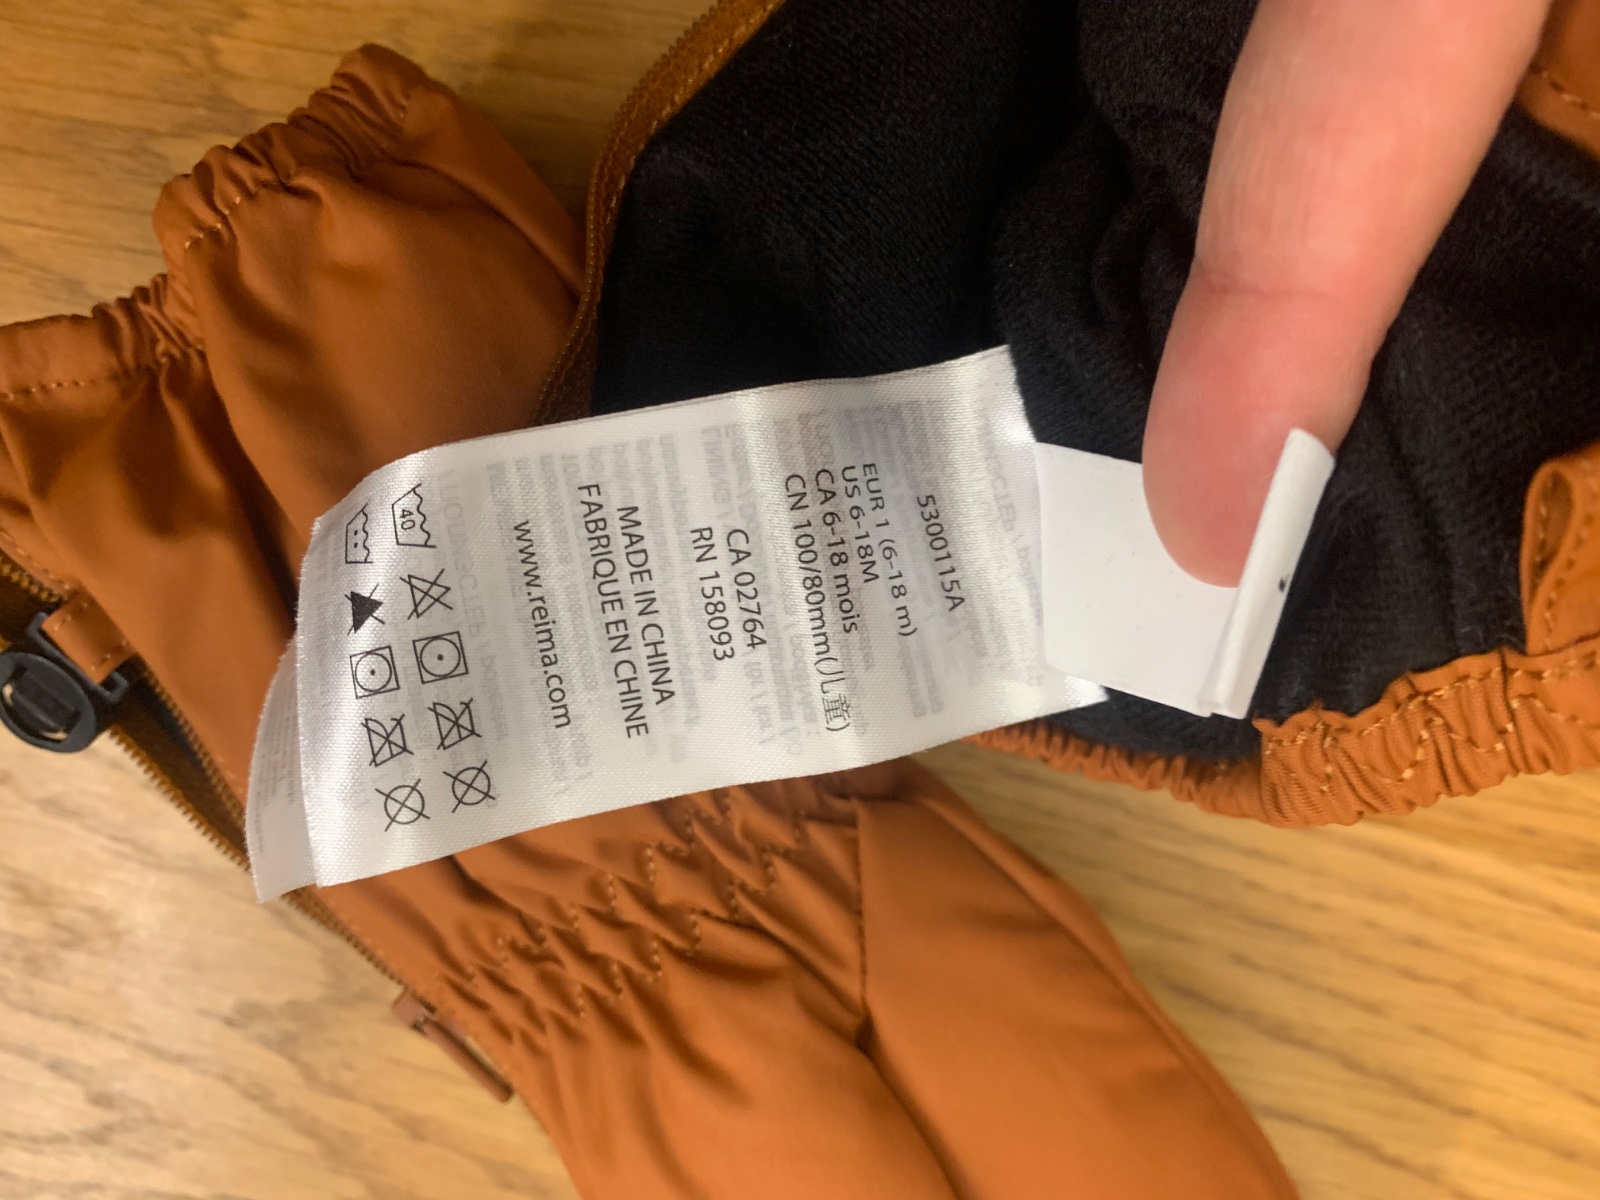 5300115A
EUR 1 (6-18 m)
US 6-18M
CA 6-18 mois
CN 100/80mm(儿童)
CA 02764
RN 158093
MADE IN CHINA
FABRIQUE EN CHINE
www.reima.com
40